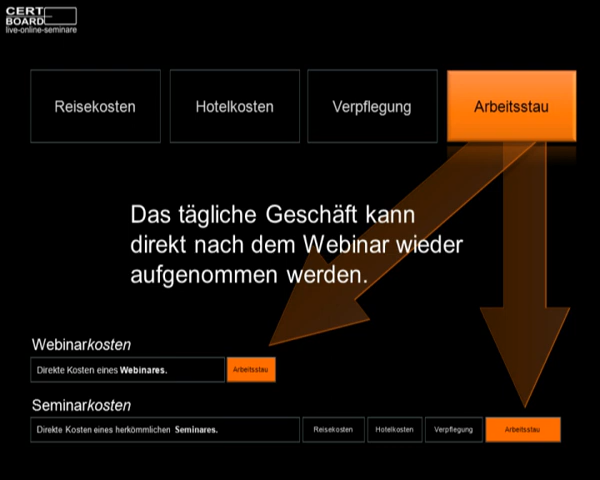 CERT
BOARD
live-online-seminare
Reisekosten
Hotelkosten
Verpflegung
Arbeitsstau
Das tägliche Geschäft kann
direkt nach dem Webinar wieder
aufgenommen werden.
Webinarkosten
Direkte Kosten eines Webinares.
Arbeitsstau
Seminarkosten
Direkte Kosten eines herkömmlichen Seminares.
Reisekosten
Hotelkosten
Verpflegung
Arbeitsstau